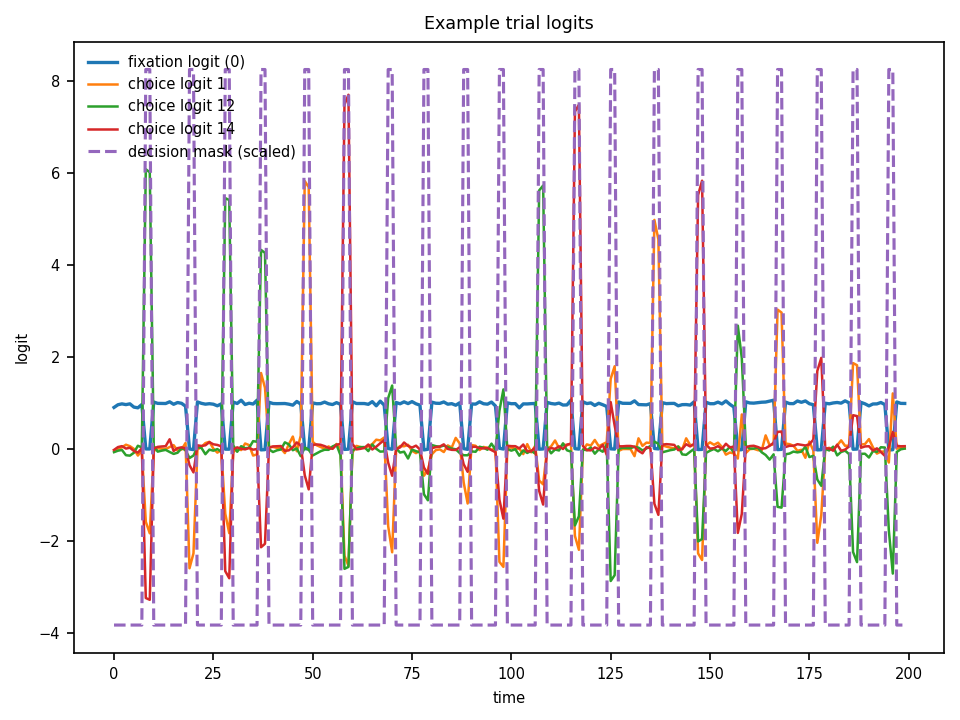 Example trial logits
fixation logit (0)
choice logit 1
choice logit 12
choice logit 14
decision mask (scaled)
logit
8
6
4
2
0
−2
−4
0 25 50 75 100 125 150 175 200
time